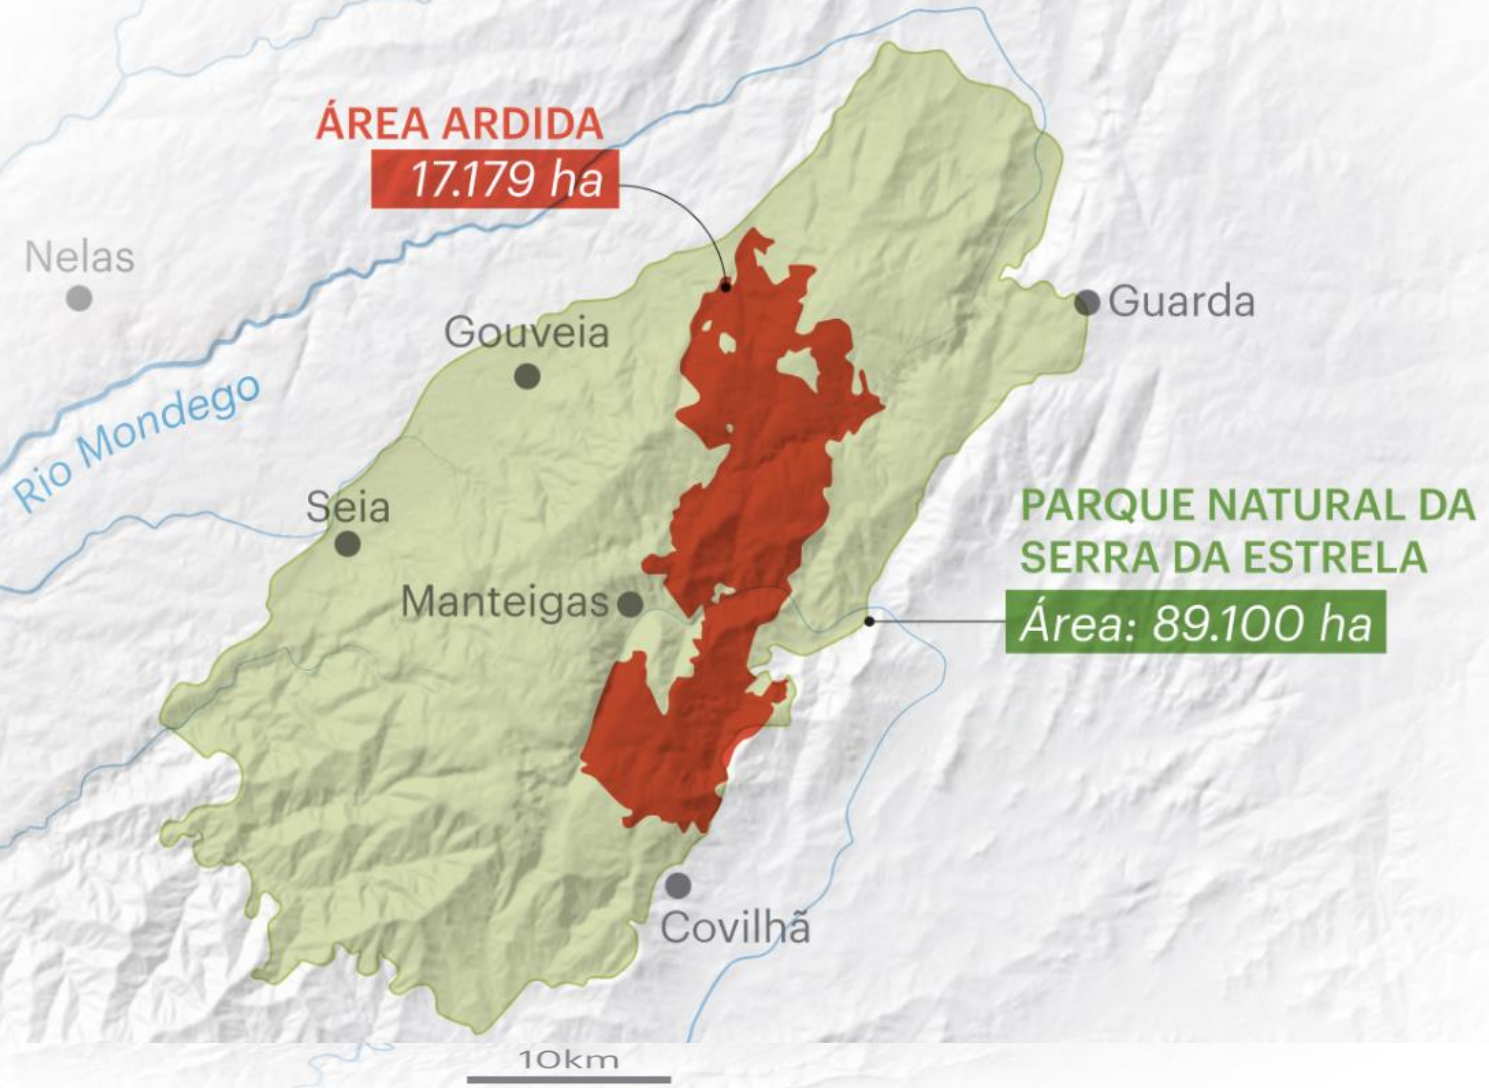 ÁREA ARDIDA
17.179 ha
Nelas
Guarda
Gouveia
Rio Mondego
Seia
PARQUE NATURAL DA
SERRA DA ESTRELA
Manteigas
Área: 89.100 ha
Covilhã
10km